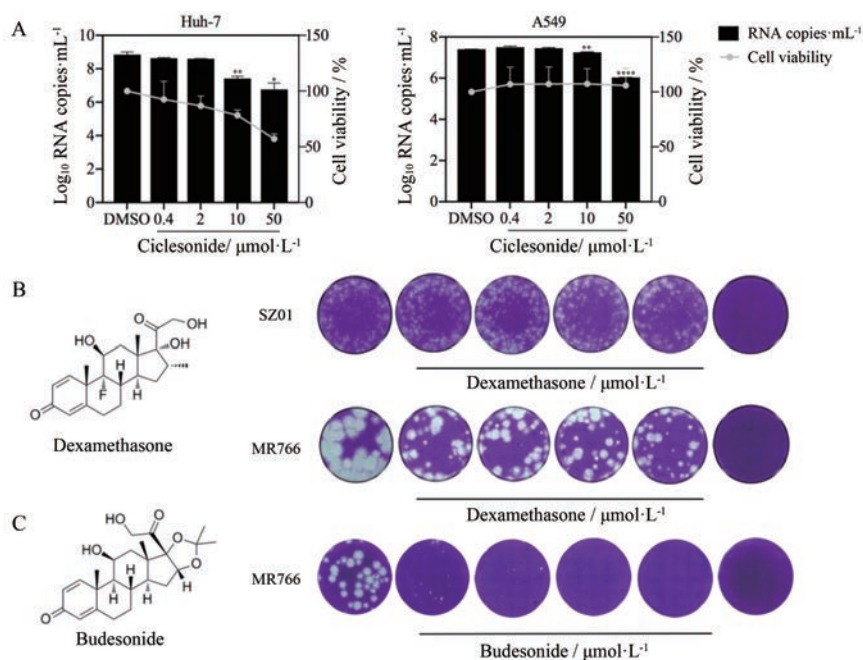 A
Huh-7
A549
RNA copies·mL-1
Cell viability
Log10 RNA copies·mL-1
10
8
6
4
2
0
150
100
50
0
Cell viability / %
**
*
DMSO 0.4 2 10 50
Ciclesonide/ μmol·L-1
Log10 RNA copies·mL-1
8
6
4
2
0
150
100
50
0
Cell viability / %
**
****
DMSO 0.4 2 10 50
Ciclesonide/ μmol·L-1
B
O
OH
HO
OH
H
F
H
O
Dexamethasone
SZ01
Dexamethasone / μmol·L-1
MR766
Dexamethasone / μmol·L-1
C
HO
O
HO
O
H
O
H
H
H
O
Budesonide
MR766
Budesonide / μmol·L-1